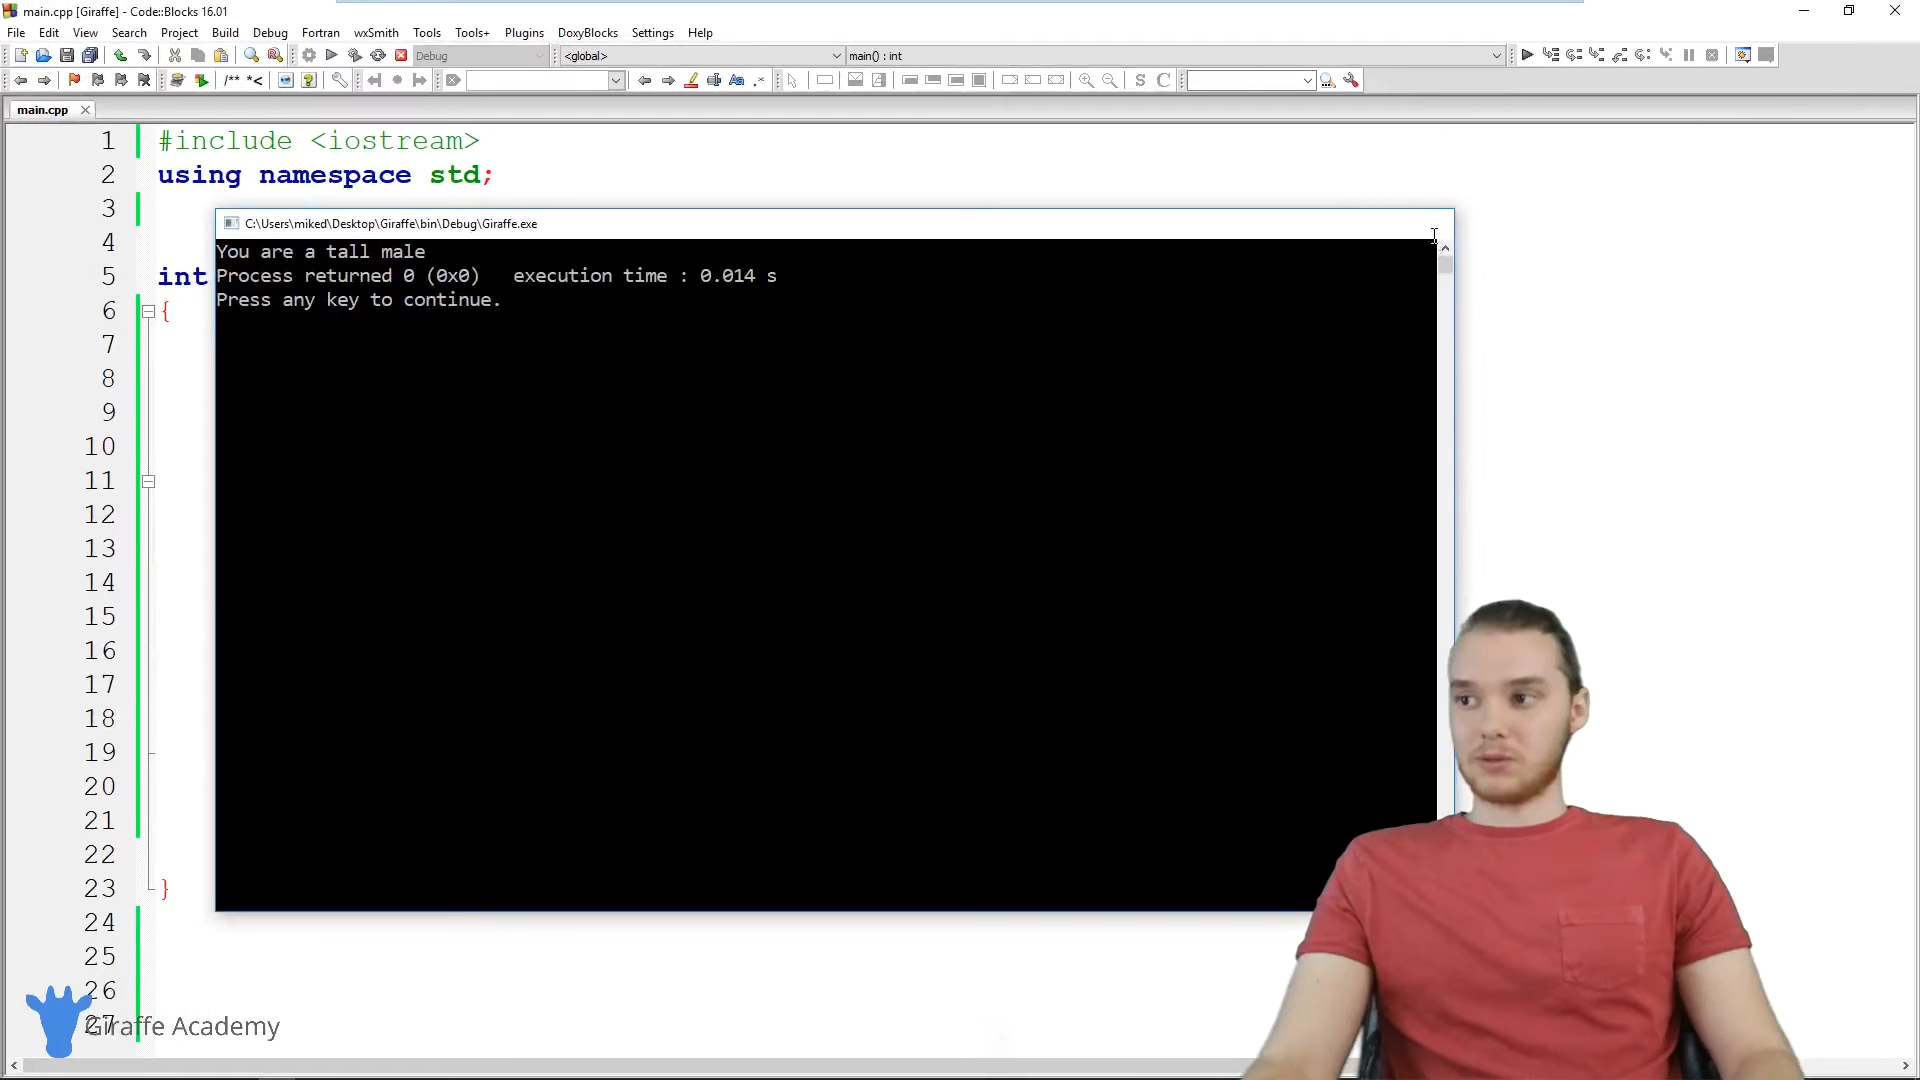 main.cpp [Giraffe] - Code::Blocks 16.01
File Edit View Search Project Build Debug Fortran wxSmith Tools Tools+ Plugins DoxyBlocks Settings Help
Debug <global> main() : int
/** *< Aa .* S C
main.cpp
1 #include <iostream>
2 using namespace std;
3
C:\Users\miked\Desktop\Giraffe\bin\Debug\Giraffe.exe
4 You are a tall male
5 int Process returned 0 (0x0) execution time : 0.014 s
Press any key to continue.
6 {
7
8
9
10
11
12
13
14
15
16
17
18
19
20
21
22
23 }
24
25
26
27
Giraffe Academy